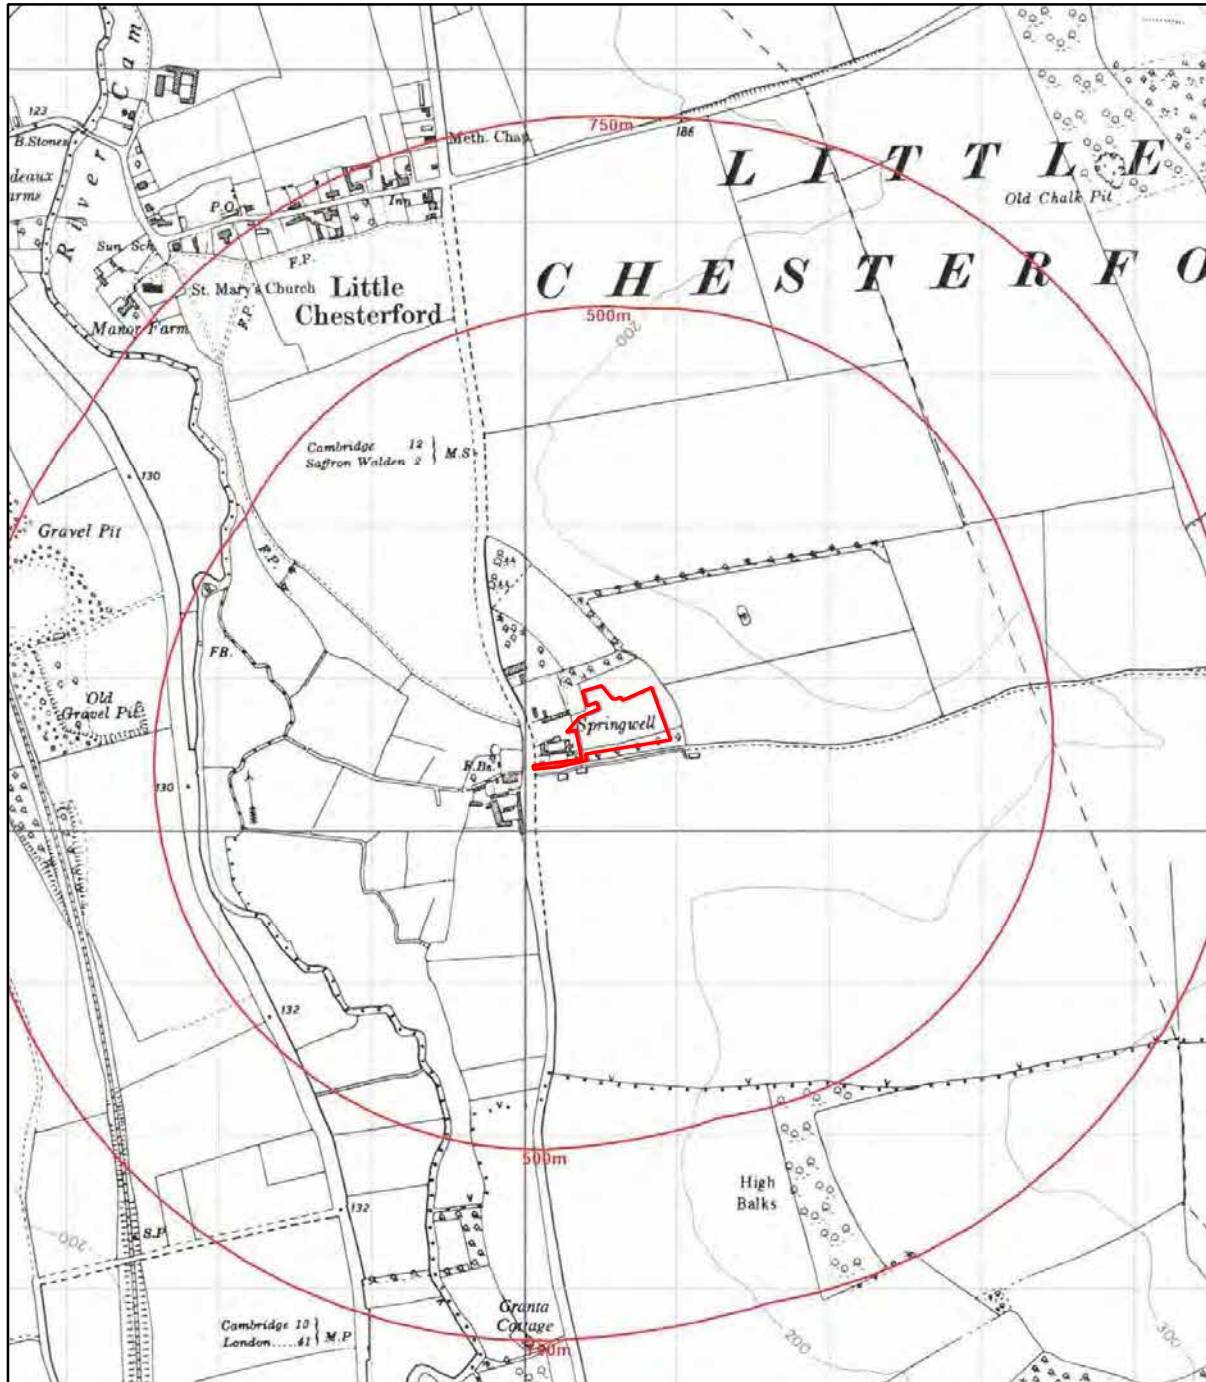 123
River Cam
B.Stones
deaux
arms
Meth. Chap.
750m
186
LITTLE
Old Chalk Pit
P.O.
Inn
Sun. Sch.
F.P.
St. Mary's Church
Little
Chesterford
F.P.
Manor Farm
CHESTERFO
500m
200
Cambridge 12
Saffron Walden 2
M.S
130
Gravel Pit
F.P.
FB.
Old
Gravel Pit
Springwell
F.Bs.
130
132
500m
High
Balks
132
200
S.P
Granta
Cottage
Cambridge 10
London.....41
M.P
200
300